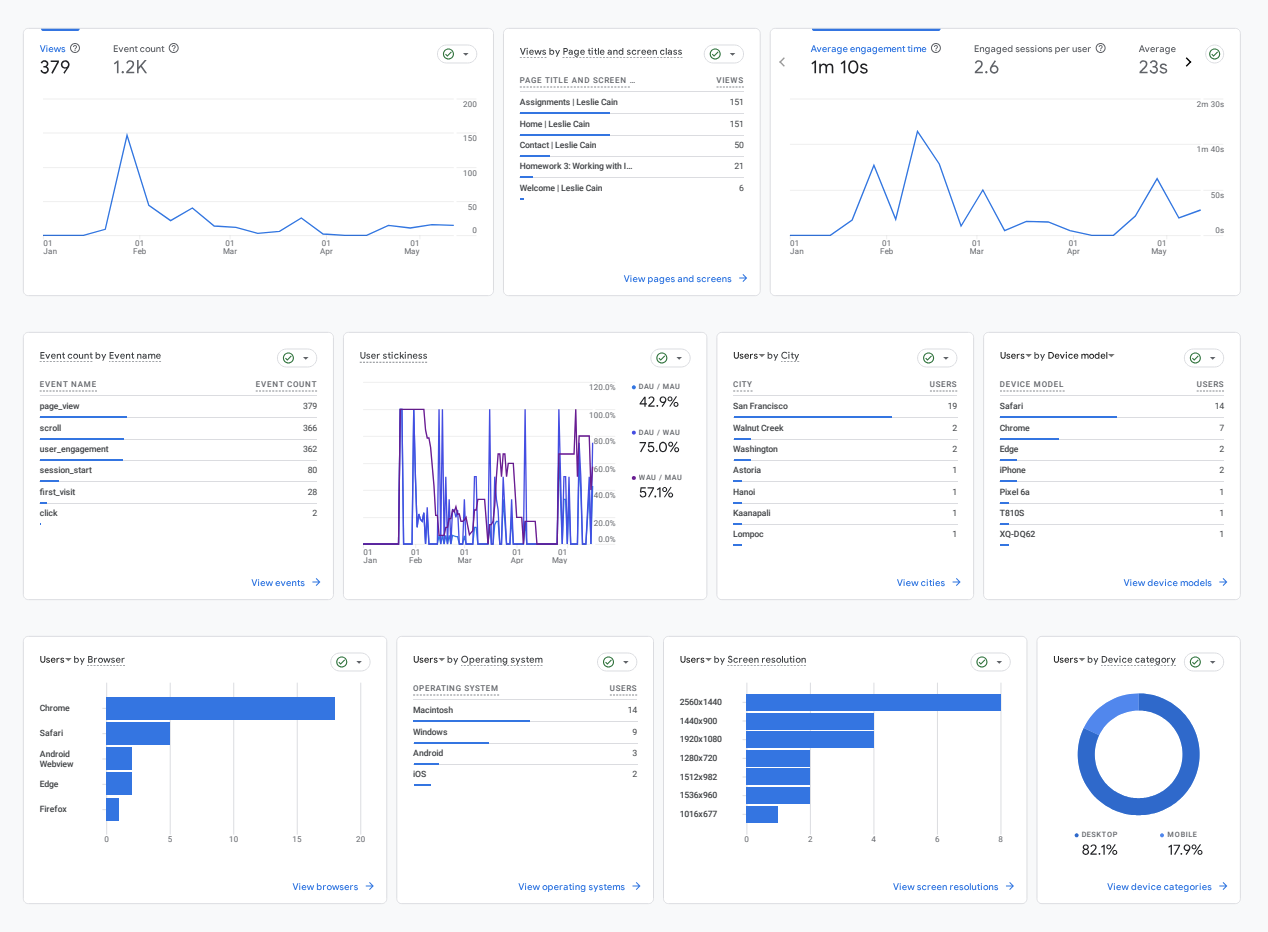 Views
Event count
379
1.2K
200
150
100
50
0
01
Jan
01
Feb
01
Mar
01
Apr
01
May
Views by Page title and screen class
PAGE TITLE AND SCREEN ...
VIEWS
Assignments | Leslie Cain
151
Home | Leslie Cain
151
Contact | Leslie Cain
50
Homework 3: Working with I...
21
Welcome | Leslie Cain
6
View pages and screens
Average engagement time
Engaged sessions per user
Average
1m 10s
2.6
23s
2m 30s
1m 40s
50s
0s
01
Jan
01
Feb
01
Mar
01
Apr
01
May
Event count by Event name
EVENT NAME
EVENT COUNT
page_view
379
scroll
366
user_engagement
362
session_start
80
first_visit
28
click
2
View events
User stickiness
120.0%
100.0%
80.0%
60.0%
40.0%
20.0%
0.0%
01
Jan
01
Feb
01
Mar
01
Apr
01
May
DAU / MAU
42.9%
DAU / WAU
75.0%
WAU / MAU
57.1%
Users by City
CITY
USERS
San Francisco
19
Walnut Creek
2
Washington
2
Astoria
1
Hanoi
1
Kaanapali
1
Lompoc
1
View cities
Users by Device model
DEVICE MODEL
USERS
Safari
14
Chrome
7
Edge
2
iPhone
2
Pixel 6a
1
T810S
1
XQ-DQ62
1
View device models
Users by Browser
Chrome
Safari
Android
Webview
Edge
Firefox
0
5
10
15
20
View browsers
Users by Operating system
OPERATING SYSTEM
USERS
Macintosh
14
Windows
9
Android
3
iOS
2
View operating systems
Users by Screen resolution
2560x1440
1440x900
1920x1080
1280x720
1512x982
1536x960
1016x677
0
2
4
6
8
View screen resolutions
Users by Device category
DESKTOP
82.1%
MOBILE
17.9%
View device categories